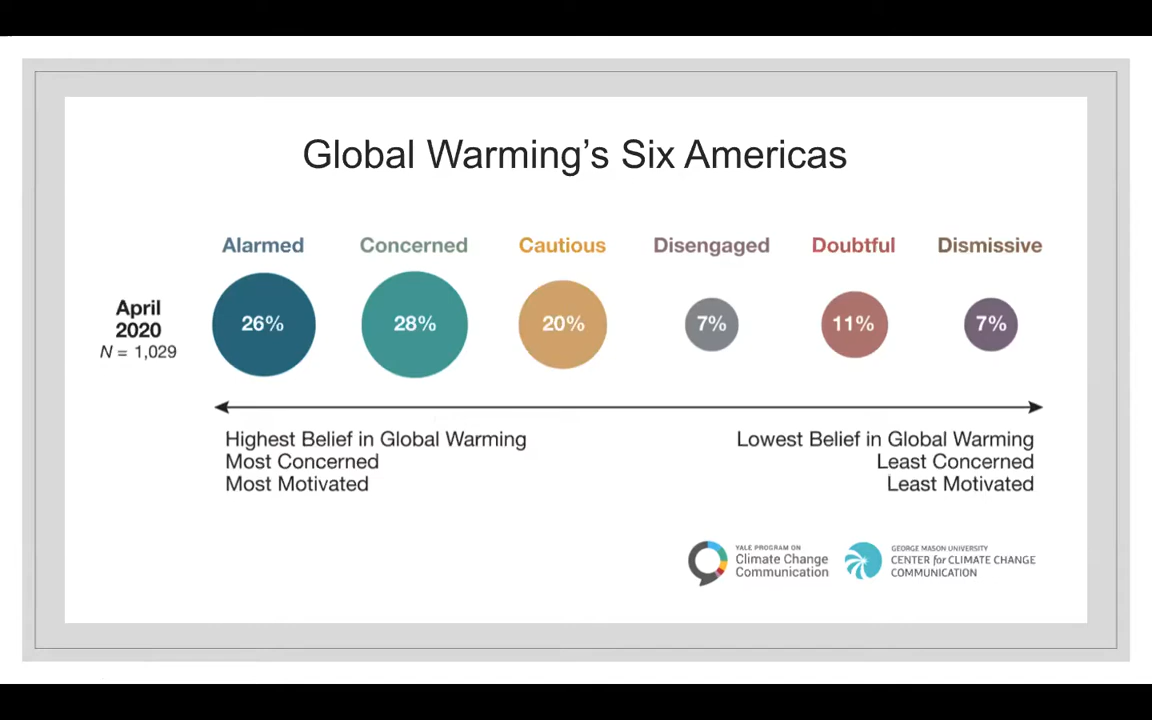 Global Warming's Six Americas
Alarmed Concerned Cautious Disengaged Doubtful Dismissive
April
2020
N = 1,029
26% 28% 20% 7% 11% 7%
Highest Belief in Global Warming
Most Concerned
Most Motivated
Lowest Belief in Global Warming
Least Concerned
Least Motivated
YALE PROGRAM ON
Climate Change
Communication
GEORGE MASON UNIVERSITY
CENTER for CLIMATE CHANGE
COMMUNICATION